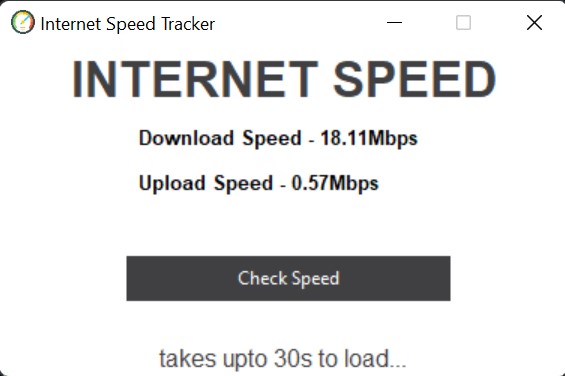 Internet Speed Tracker
INTERNET SPEED
Download Speed - 18.11Mbps
Upload Speed - 0.57Mbps
Check Speed
takes upto 30s to load...